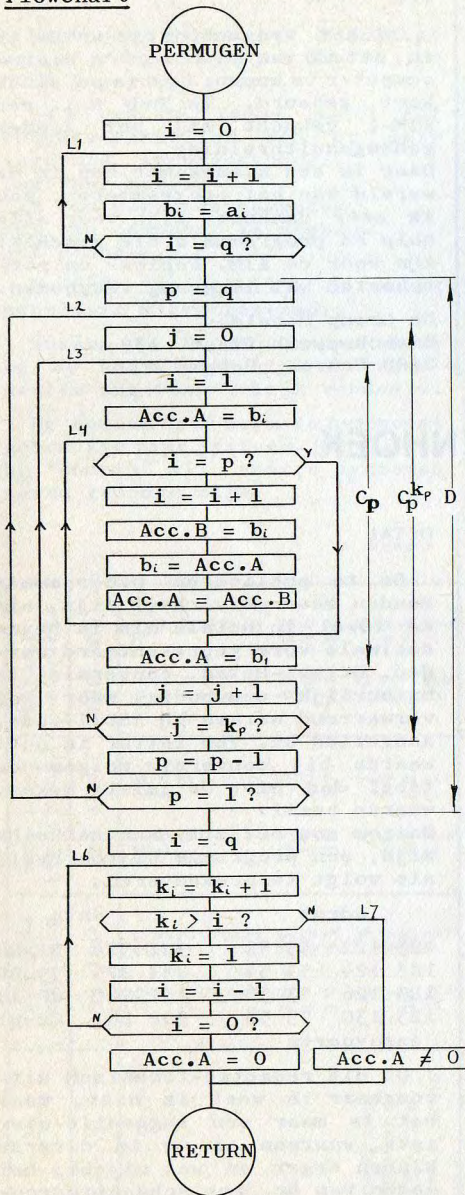 Flowchart
PERMUGEN
i = 0
L1
i = i + 1
bᵢ = aᵢ
N i = q ?
p = q
L2
j = 0
L3
i = 1
Acc.A = bᵢ
L4
i = p ? Y
i = i + 1
Cp Cp^kp D
Acc.B = bᵢ
bᵢ = Acc.A
Acc.A = Acc.B
Acc.A = b₁
j = j + 1
N j = kp ?
p = p - 1
N p = 1 ?
i = q
L6
kᵢ = kᵢ + 1
kᵢ > i ? N L7
kᵢ = 1
i = i - 1
N i = 0 ?
Acc.A = 0 Acc.A ≠ 0
RETURN